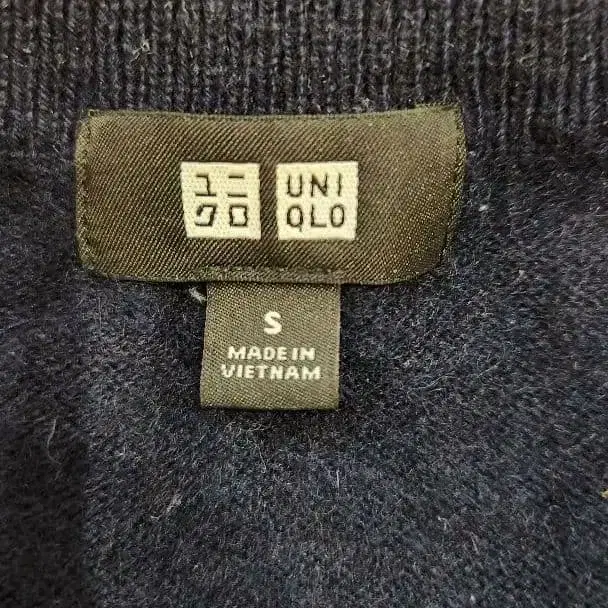 ユニ UNI
クロ QLO
S
MADE IN
VIETNAM